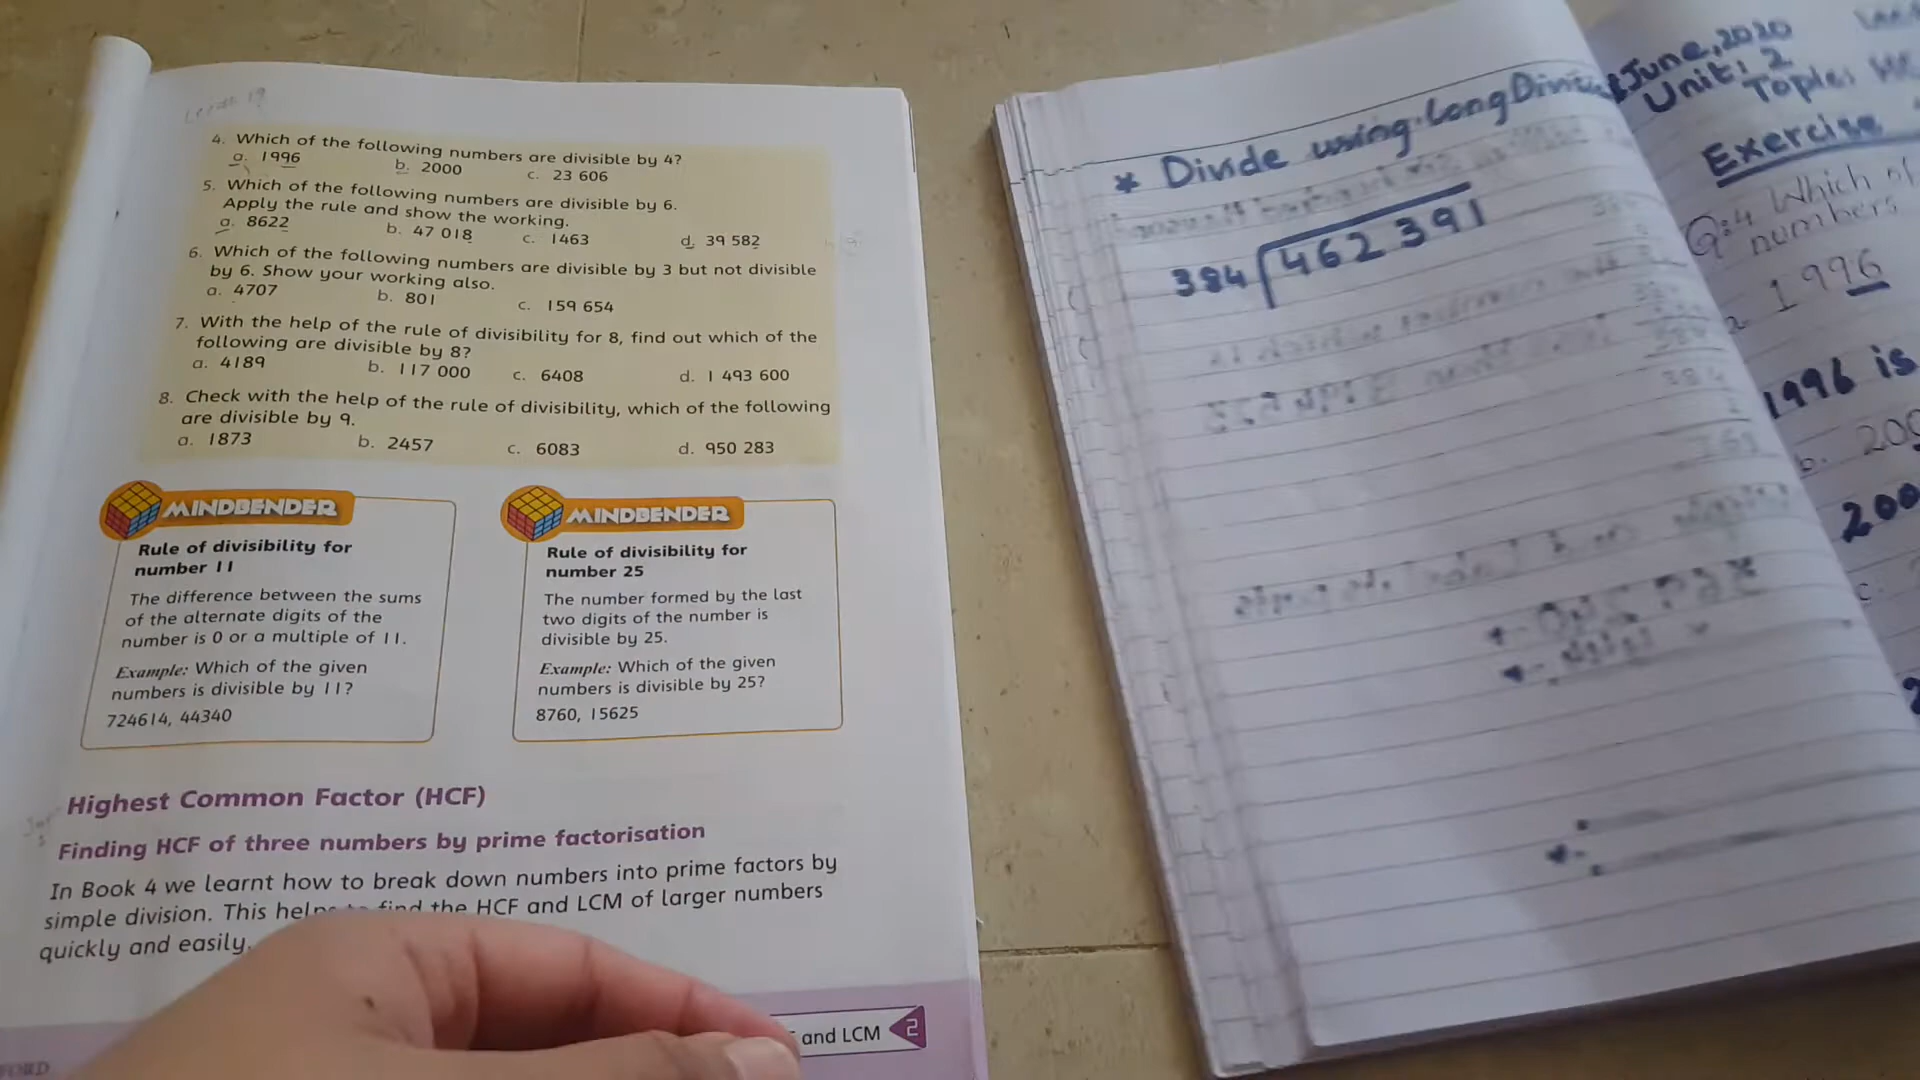 4. Which of the following numbers are divisible by 4?
a. 1996 b. 2000 c. 23 606
5. Which of the following numbers are divisible by 6.
Apply the rule and show the working.
a. 8622 b. 47 018 c. 1463 d. 39 582
6. Which of the following numbers are divisible by 3 but not divisible
by 6. Show your working also.
a. 4707 b. 801 c. 159 654
7. With the help of the rule of divisibility for 8, find out which of the
following are divisible by 8?
a. 4189 b. 117 000 c. 6408 d. 1 493 600
8. Check with the help of the rule of divisibility, which of the following
are divisible by 9.
a. 1873 b. 2457 c. 6083 d. 950 283
MINDBENDER
Rule of divisibility for
number 11
The difference between the sums
of the alternate digits of the
number is 0 or a multiple of 11.
Example: Which of the given
numbers is divisible by 11?
724614, 44340
MINDBENDER
Rule of divisibility for
number 25
The number formed by the last
two digits of the number is
divisible by 25.
Example: Which of the given
numbers is divisible by 25?
8760, 15625
Highest Common Factor (HCF)
Finding HCF of three numbers by prime factorisation
In Book 4 we learnt how to break down numbers into prime factors by
simple division. This helps to find the HCF and LCM of larger numbers
quickly and easily.
and LCM 2
* Divide using Long
384 462 391
June, 2020
Unit: 2
Topic:
Exercise
Q:4 Which of
numbers
1996
1996 is
b. 200
200
c.